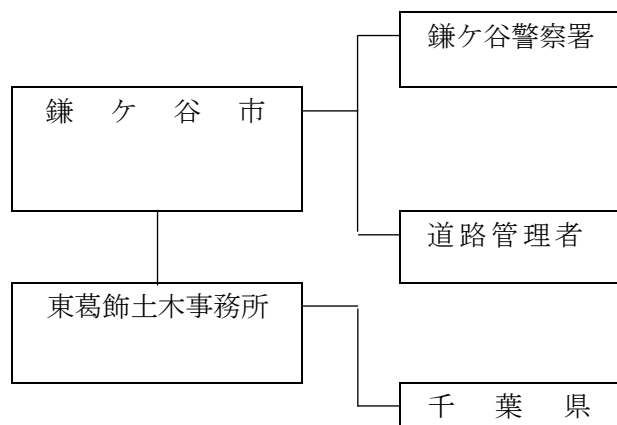 鎌ケ谷警察署
鎌ケ谷市
道路管理者
東葛飾土木事務所
千葉県